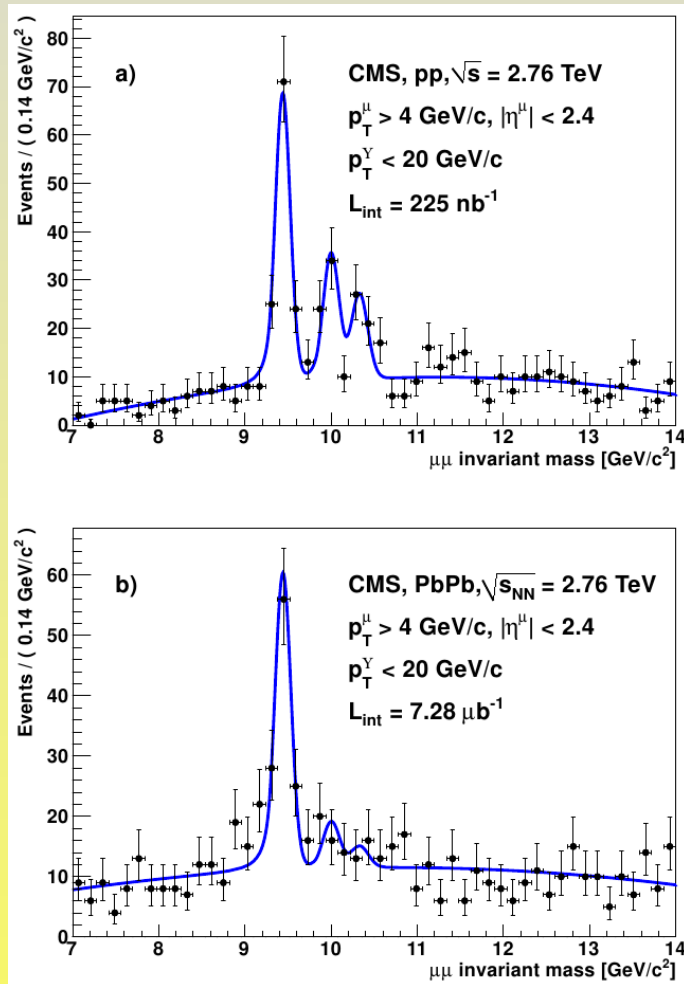 a)
CMS, pp, √s = 2.76 TeV
p_T^μ > 4 GeV/c, |η^μ| < 2.4
p_T^Υ < 20 GeV/c
L_int = 225 nb⁻¹
Events / ( 0.14 GeV/c² )
80
70
60
50
40
30
20
10
0
7 8 9 10 11 12 13 14
μμ invariant mass [GeV/c²]
b)
CMS, PbPb, √s_NN = 2.76 TeV
p_T^μ > 4 GeV/c, |η^μ| < 2.4
p_T^Υ < 20 GeV/c
L_int = 7.28 μb⁻¹
Events / ( 0.14 GeV/c² )
60
50
40
30
20
10
0
7 8 9 10 11 12 13 14
μμ invariant mass [GeV/c²]